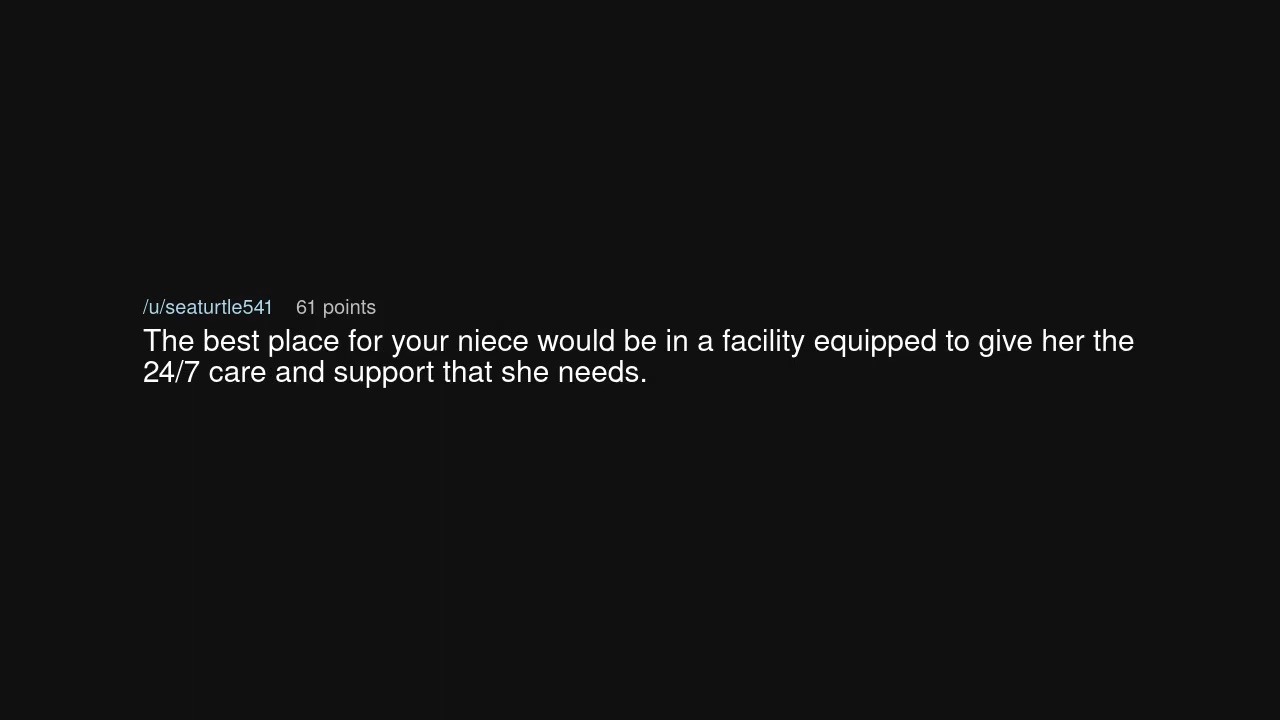 /u/seaturtle541 61 points
The best place for your niece would be in a facility equipped to give her the
24/7 care and support that she needs.